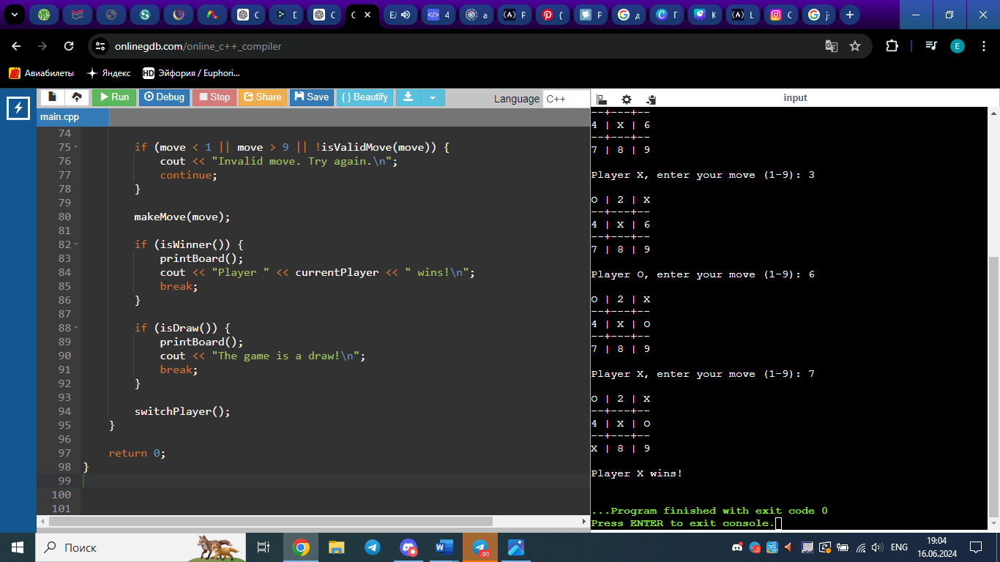 C
D
C
C
EJ
4
a
P
(
P
д
П
K
L
C
js
onlinegdb.com/online_c++_compiler
E
Авиабилеты
Яндекс
HD Эйфория / Euphori...
Run
Debug
Stop
Share
Save
{ } Beautify
Language C++
input
main.cpp
74
75 if (move < 1 || move > 9 || !isValidMove(move)) {
76 cout << "Invalid move. Try again.\n";
77 continue;
78 }
79
80 makeMove(move);
81
82 if (isWinner()) {
83 printBoard();
84 cout << "Player " << currentPlayer << " wins!\n";
85 break;
86 }
87
88 if (isDraw()) {
89 printBoard();
90 cout << "The game is a draw!\n";
91 break;
92 }
93
94 switchPlayer();
95 }
96
97 return 0;
98 }
99
100
101
--+---+--
4 | X | 6
--+---+--
7 | 8 | 9
Player X, enter your move (1-9): 3
O | 2 | X
--+---+--
4 | X | 6
--+---+--
7 | 8 | 9
Player O, enter your move (1-9): 6
O | 2 | X
--+---+--
4 | X | O
--+---+--
7 | 8 | 9
Player X, enter your move (1-9): 7
O | 2 | X
--+---+--
4 | X | O
--+---+--
X | 8 | 9
Player X wins!
...Program finished with exit code 0
Press ENTER to exit console.
Поиск
ENG
19:04
16.06.2024